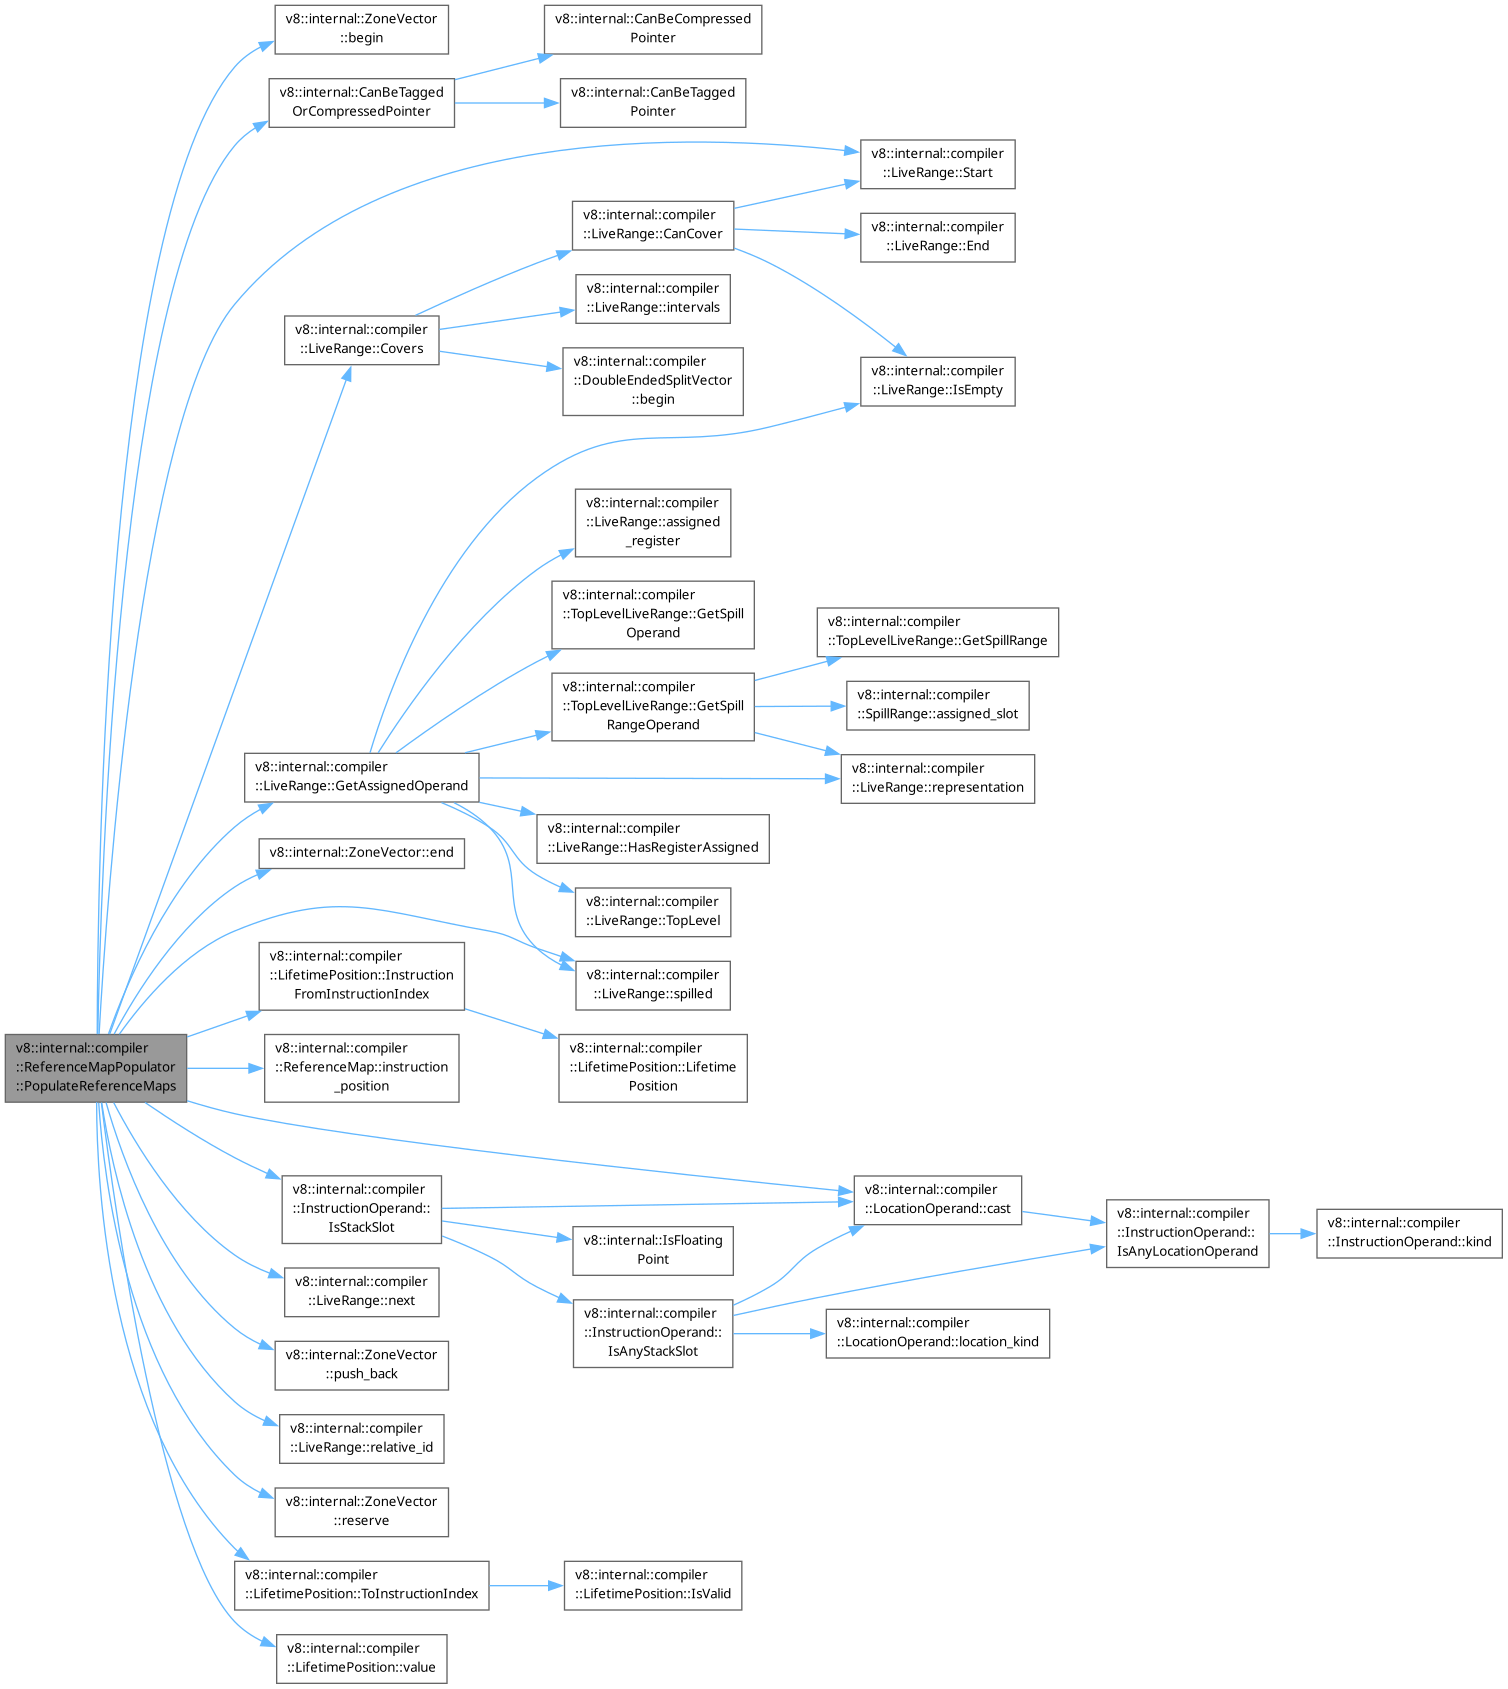 v8::internal::ZoneVector
::begin
v8::internal::CanBeCompressed
Pointer
v8::internal::CanBeTagged
OrCompressedPointer
v8::internal::CanBeTagged
Pointer
v8::internal::compiler
::LiveRange::Start
v8::internal::compiler
::LiveRange::CanCover
v8::internal::compiler
::LiveRange::End
v8::internal::compiler
::LiveRange::intervals
v8::internal::compiler
::LiveRange::Covers
v8::internal::compiler
::DoubleEndedSplitVector
::begin
v8::internal::compiler
::LiveRange::IsEmpty
v8::internal::compiler
::LiveRange::assigned
_register
v8::internal::compiler
::TopLevelLiveRange::GetSpill
Operand
v8::internal::compiler
::TopLevelLiveRange::GetSpillRange
v8::internal::compiler
::TopLevelLiveRange::GetSpill
RangeOperand
v8::internal::compiler
::SpillRange::assigned_slot
v8::internal::compiler
::LiveRange::GetAssignedOperand
v8::internal::compiler
::LiveRange::representation
v8::internal::compiler
::LiveRange::HasRegisterAssigned
v8::internal::ZoneVector::end
v8::internal::compiler
::LiveRange::TopLevel
v8::internal::compiler
::LifetimePosition::Instruction
FromInstructionIndex
v8::internal::compiler
::LiveRange::spilled
v8::internal::compiler
::ReferenceMapPopulator
::PopulateReferenceMaps
v8::internal::compiler
::ReferenceMap::instruction
_position
v8::internal::compiler
::LifetimePosition::Lifetime
Position
v8::internal::compiler
::InstructionOperand::
IsStackSlot
v8::internal::compiler
::LocationOperand::cast
v8::internal::compiler
::InstructionOperand::
IsAnyLocationOperand
v8::internal::compiler
::InstructionOperand::kind
v8::internal::IsFloating
Point
v8::internal::compiler
::LiveRange::next
v8::internal::compiler
::InstructionOperand::
IsAnyStackSlot
v8::internal::compiler
::LocationOperand::location_kind
v8::internal::ZoneVector
::push_back
v8::internal::compiler
::LiveRange::relative_id
v8::internal::ZoneVector
::reserve
v8::internal::compiler
::LifetimePosition::ToInstructionIndex
v8::internal::compiler
::LifetimePosition::IsValid
v8::internal::compiler
::LifetimePosition::value